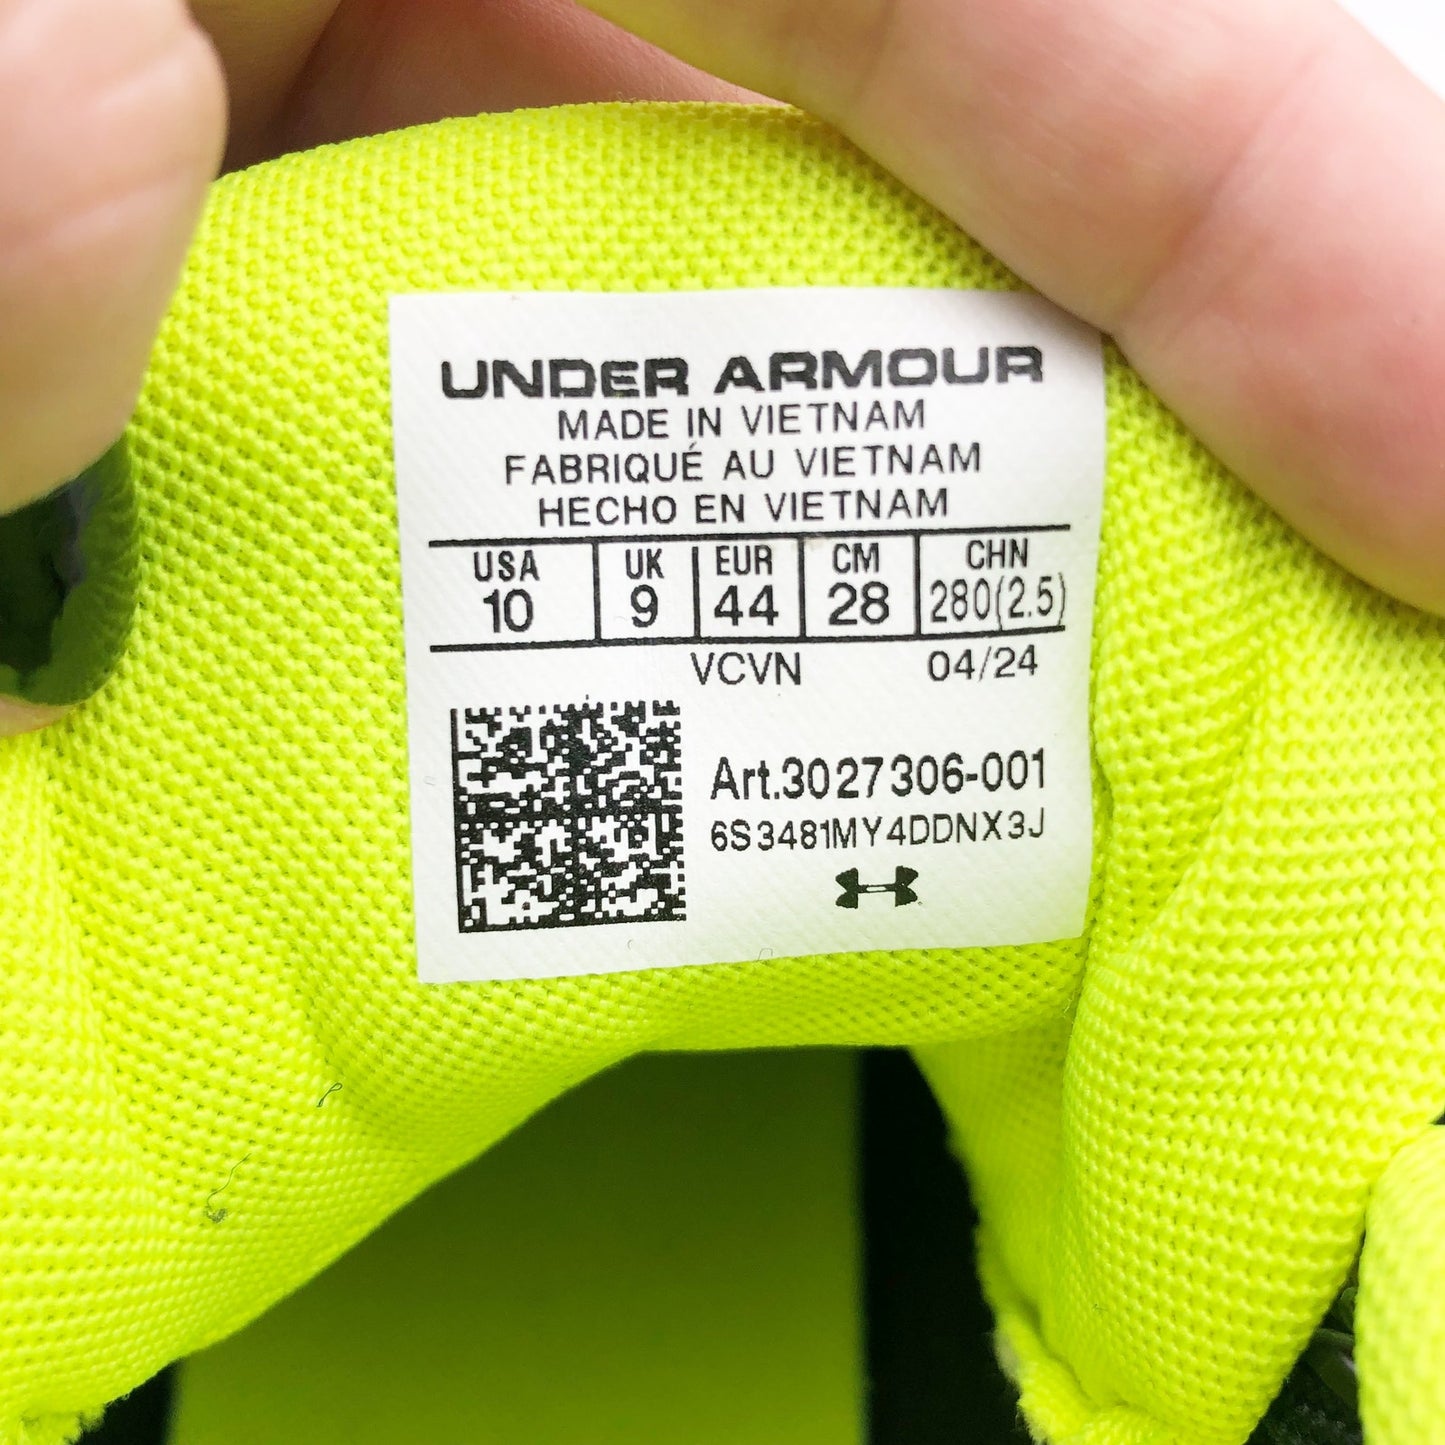 UNDER ARMOUR
MADE IN VIETNAM
FABRIQUÉ AU VIETNAM
HECHO EN VIETNAM
USA UK EUR CM CHN
10 9 44 28 280(2.5)
VCVN 04/24
Art.3027306-001
6S3481MY4DDNX3J